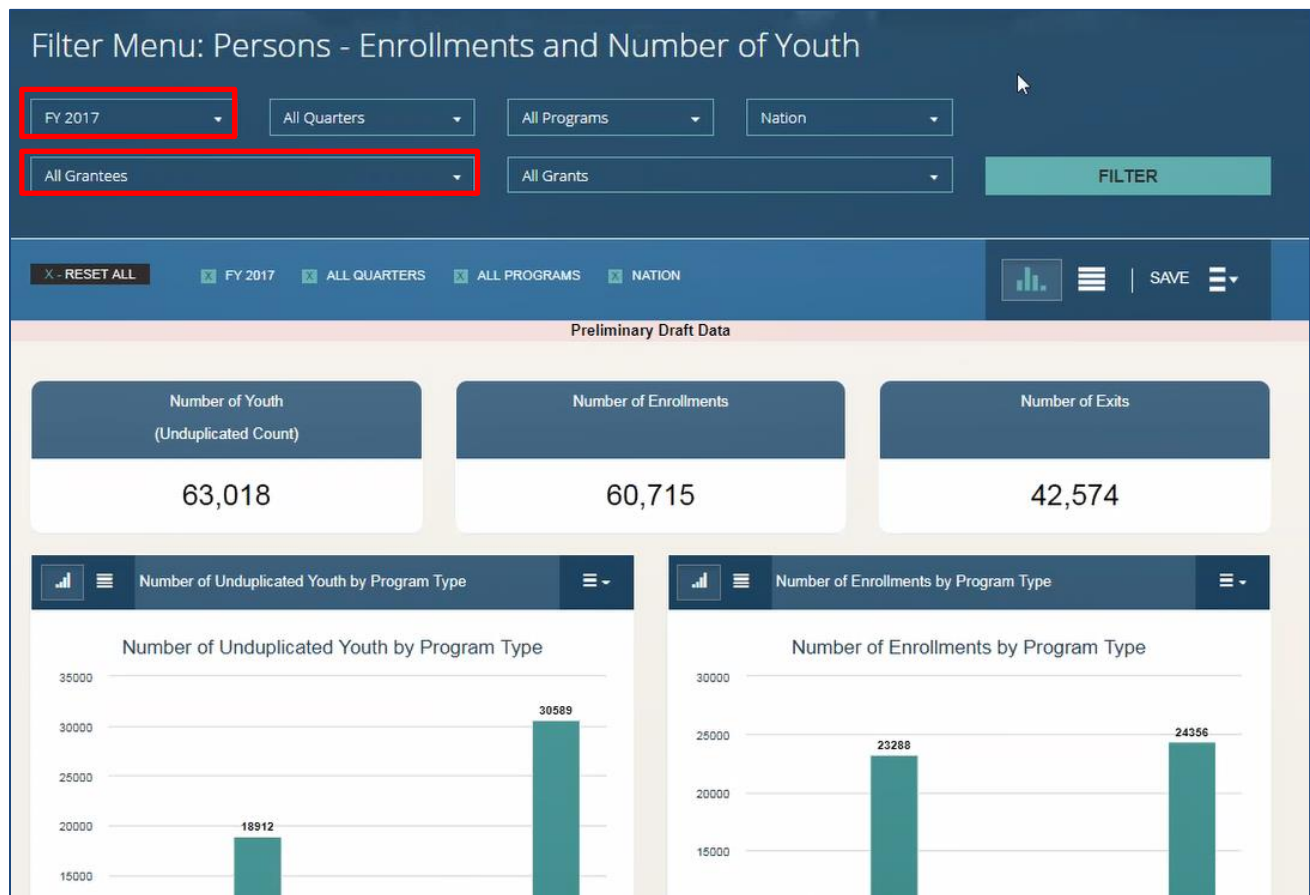 Filter Menu: Persons - Enrollments and Number of Youth
FY 2017
All Quarters
All Programs
Nation
All Grantees
All Grants
FILTER
X - RESET ALL
X FY 2017
X ALL QUARTERS
X ALL PROGRAMS
X NATION
SAVE
Preliminary Draft Data
Number of Youth
(Unduplicated Count)
63,018
Number of Enrollments
60,715
Number of Exits
42,574
Number of Unduplicated Youth by Program Type
Number of Unduplicated Youth by Program Type
35000
30000
25000
20000
15000
18912
30589
Number of Enrollments by Program Type
Number of Enrollments by Program Type
30000
25000
20000
15000
23288
24356